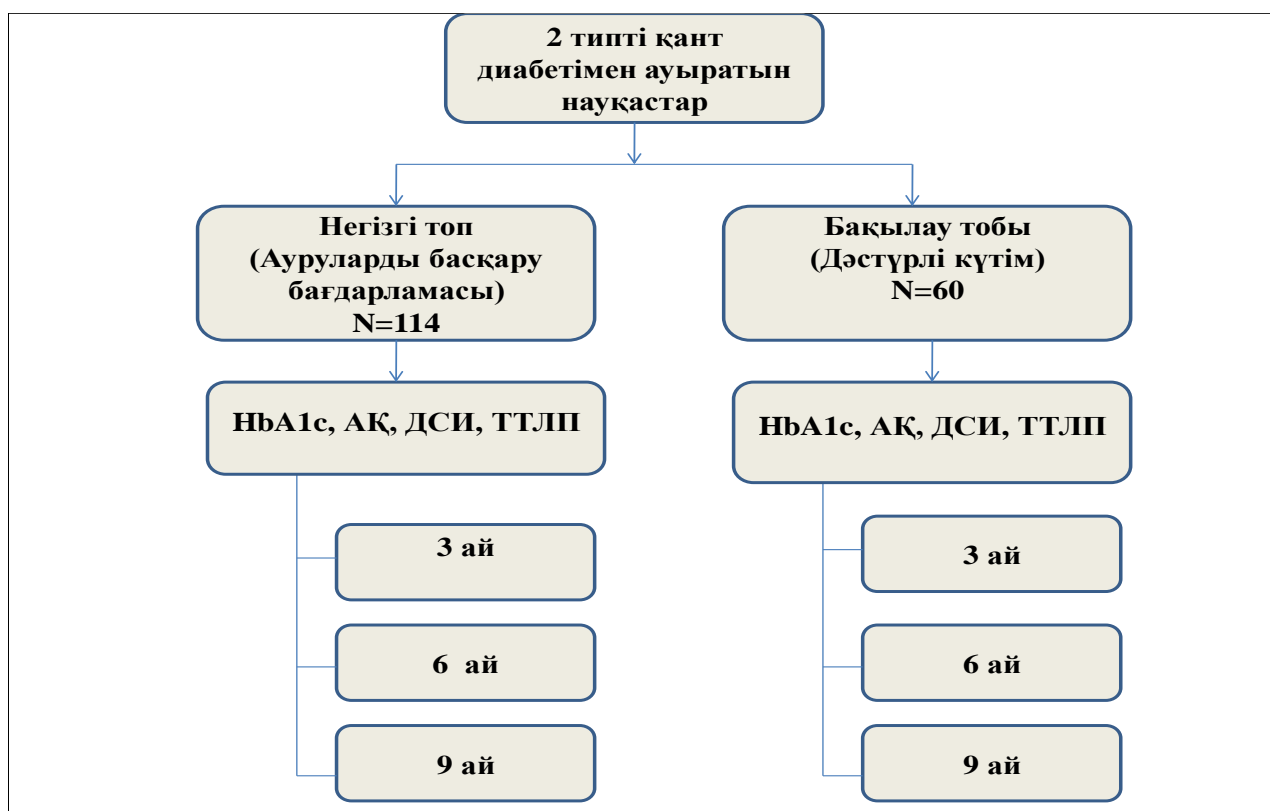 2 типті қант
диабетімен ауыратын
науқастар
Негізгі топ
(Ауруларды басқару
бағдарламасы)
N=114
Бақылау тобы
(Дәстүрлі күтім)
N=60
HbA1c, АҚ, ДСИ, ТТЛП
HbA1c, АҚ, ДСИ, ТТЛП
3 ай
3 ай
6 ай
6 ай
9 ай
9 ай